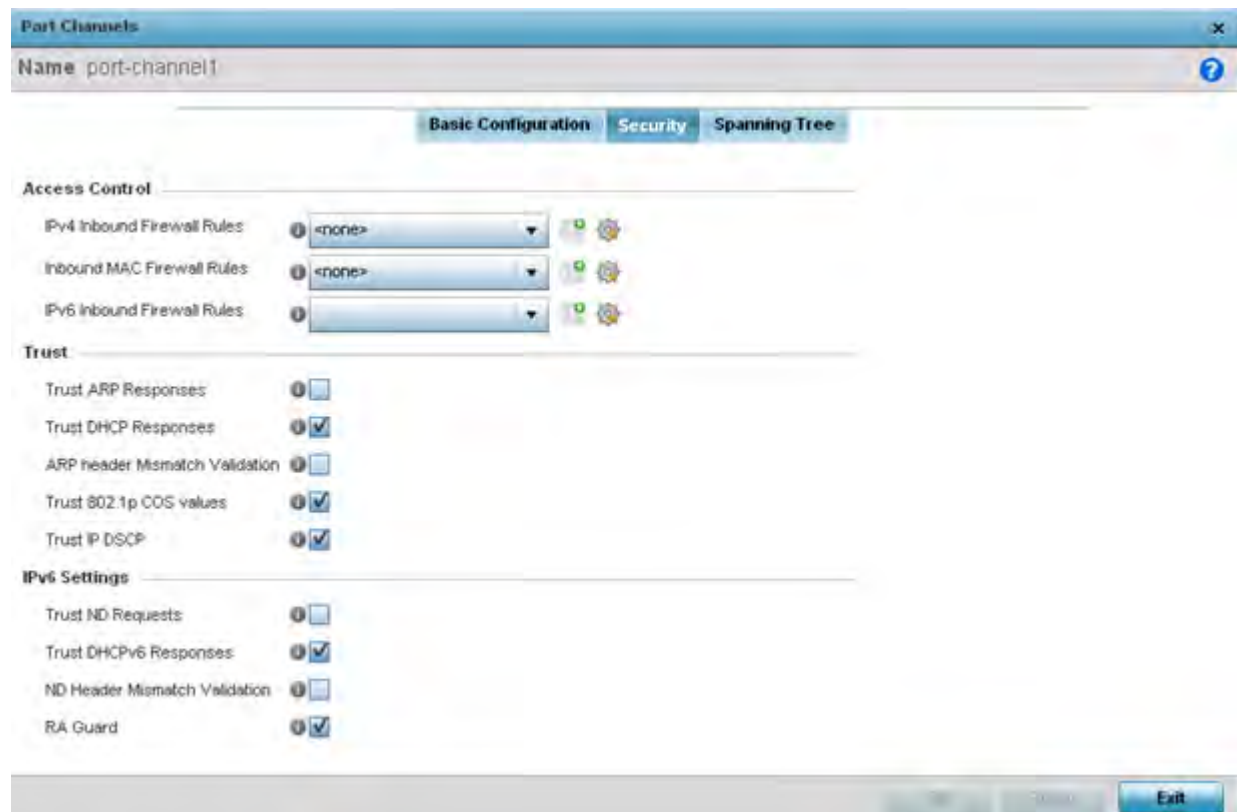 Part Channels
Name port-channel1
Basic Configuration Security Spanning Tree
Access Control
IPv4 Inbound Firewall Rules <none>
Inbound MAC Firewall Rules <none>
IPv6 Inbound Firewall Rules
Trust
Trust ARP Responses
Trust DHCP Responses
ARP header Mismatch Validation
Trust 802.1p COS values
Trust IP DSCP
IPv6 Settings
Trust ND Requests
Trust DHCPv6 Responses
ND Header Mismatch Validation
RA Guard
Exit